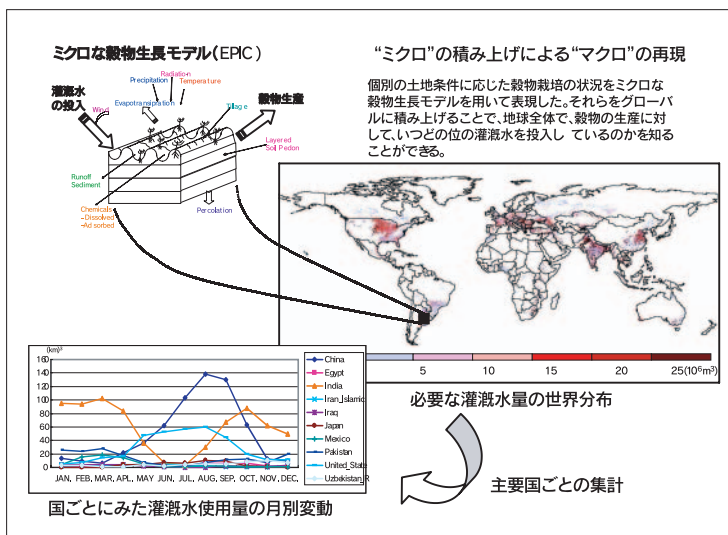 ミクロな穀物生長モデル(EPIC)
Radiation
Precipitation
Temperature
灌漑水
の投入
Wind
Evapotranspiration
Tillage
穀物生産
Layered
Soil Pedon
Runoff
Sediment
Chemicals
-Dissolved
-Adsorbed
Percolation
“ミクロ”の積み上げによる“マクロ”の再現
個別の土地条件に応じた穀物栽培の状況をミクロな
穀物生長モデルを用いて表現した。それらをグローバ
ルに積み上げることで、地球全体で、穀物の生産に対
して、いつどの位の灌漑水を投入し ているのかを知る
ことができる。
5 10 15 20 25(10⁶m³)
必要な灌漑水量の世界分布
主要国ごとの集計
(km)³
160
140
120
100
80
60
40
20
0
JAN. FEB. MAR. APL. MAY JUN. JUL. AUG. SEP. OCT. NOV. DEC.
China
Egypt
India
Iran_Islamic
Iraq
Japan
Mexico
Pakistan
United_State
Uzbekistan_R
国ごとにみた灌漑水使用量の月別変動